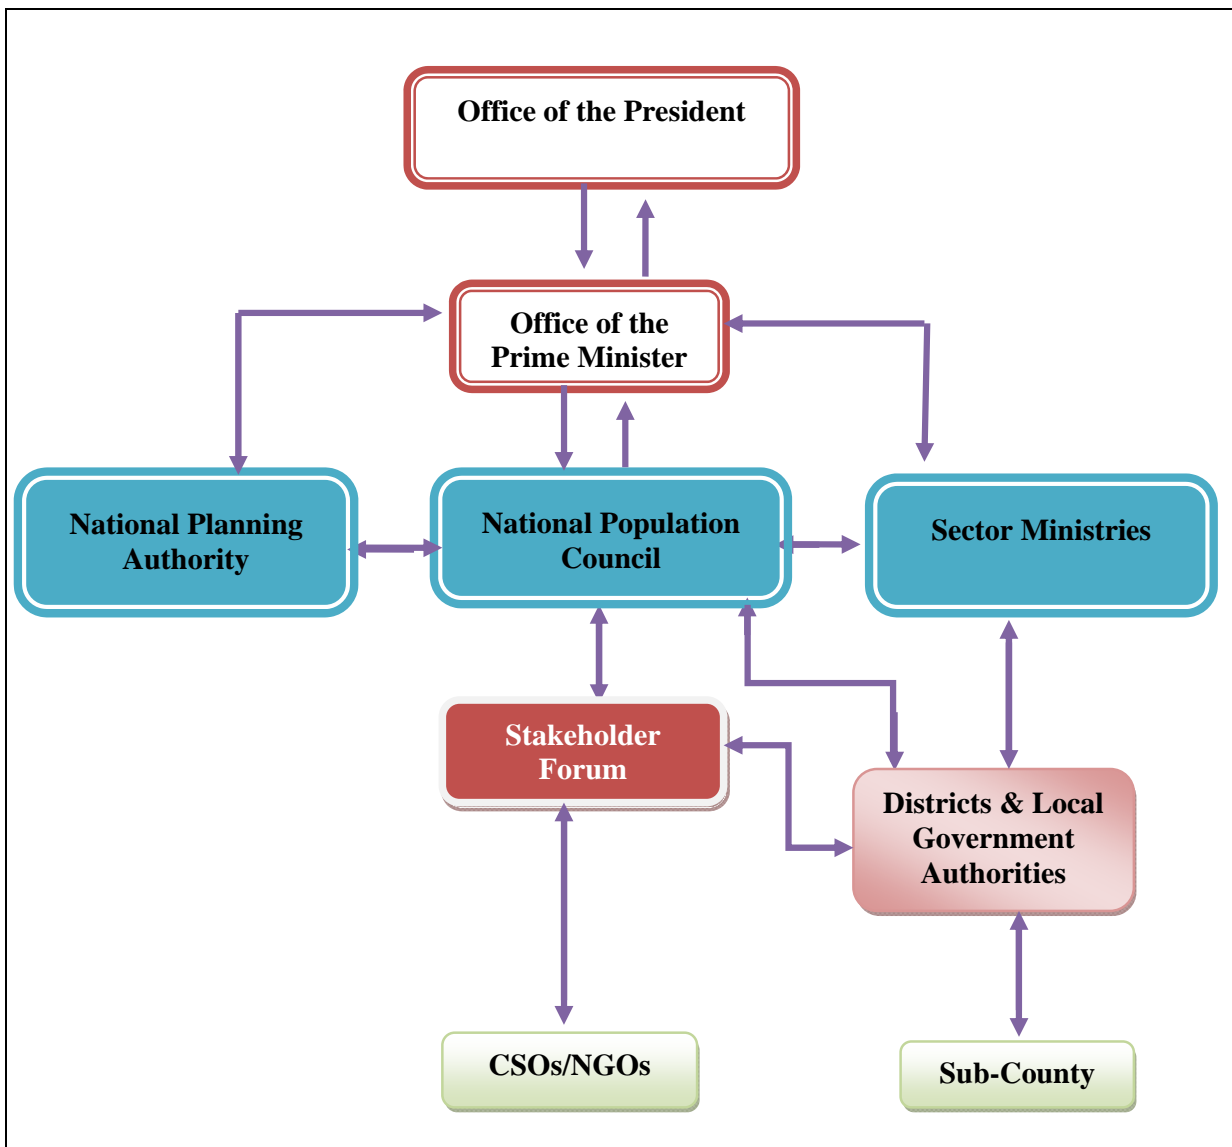 Office of the President
Office of the
Prime Minister
National Planning
Authority
National Population
Council
Sector Ministries
Stakeholder
Forum
Districts & Local
Government
Authorities
CSOs/NGOs
Sub-County